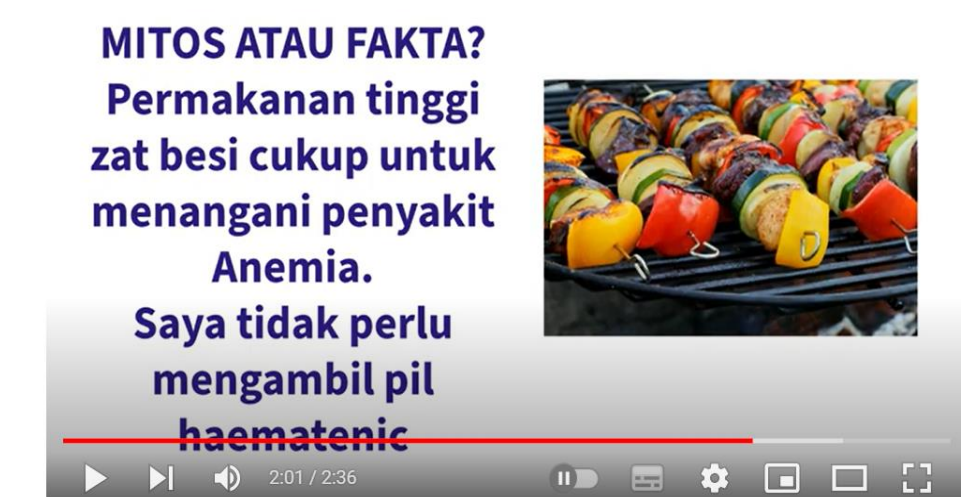 MITOS ATAU FAKTA?
Permakanan tinggi
zat besi cukup untuk
menangani penyakit
Anemia.
Saya tidak perlu
mengambil pil
haematenic
2:01 / 2:36